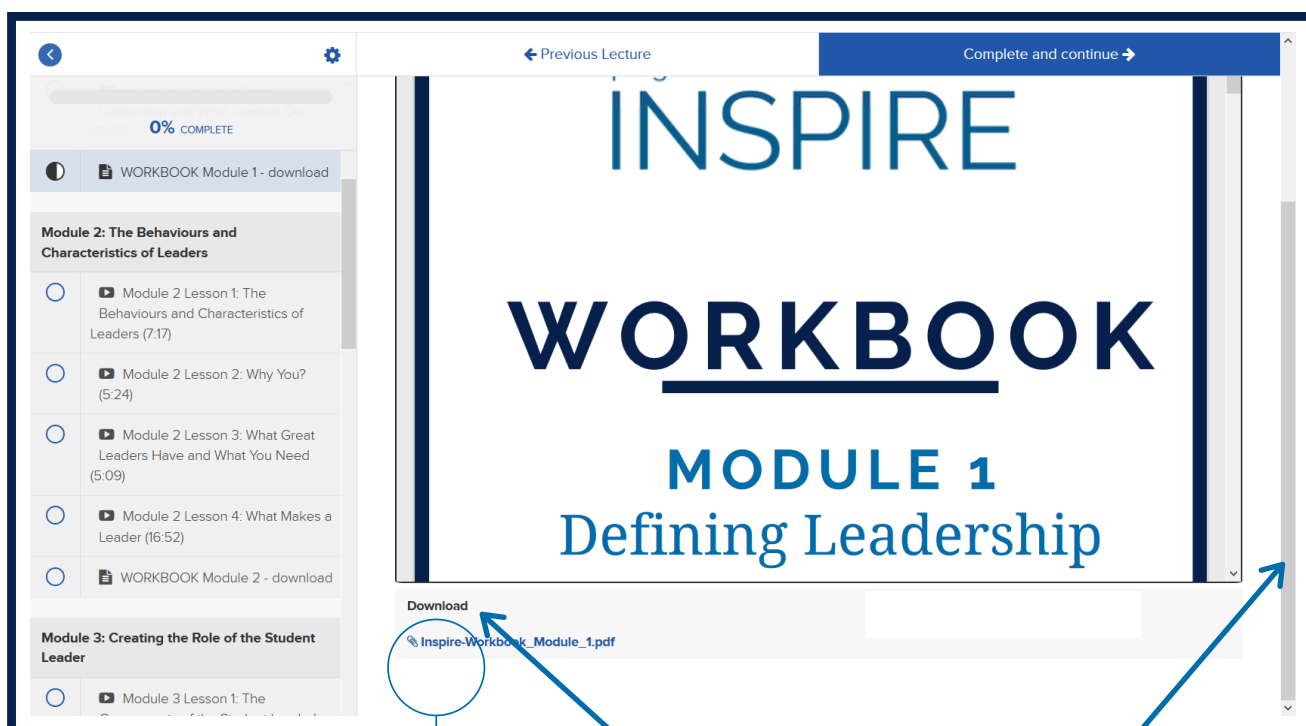 Previous Lecture
Complete and continue
0% COMPLETE
WORKBOOK Module 1 - download
Module 2: The Behaviours and
Characteristics of Leaders
Module 2 Lesson 1: The
Behaviours and Characteristics of
Leaders (7:17)
Module 2 Lesson 2: Why You?
(5:24)
Module 2 Lesson 3: What Great
Leaders Have and What You Need
(5:09)
Module 2 Lesson 4: What Makes a
Leader (16:52)
WORKBOOK Module 2 - download
Module 3: Creating the Role of the Student
Leader
Module 3 Lesson 1: The
INSPIRE
WORKBOOK
MODULE 1
Defining Leadership
Download
Inspire-Workbook_Module_1.pdf